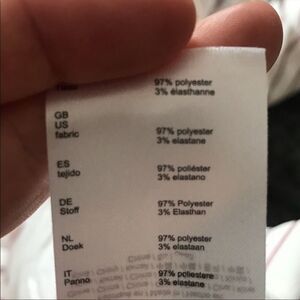 97% polyester
3% élasthanne
GB
US
fabric 97% polyester
3% elastane
ES 97% poliéster
tejido 3% elastano
DE 97% Polyester
Stoff 3% Elasthan
NL 97% polyester
Doek 3% elastaan
IT 97% poliestere
Panno 3% elastane